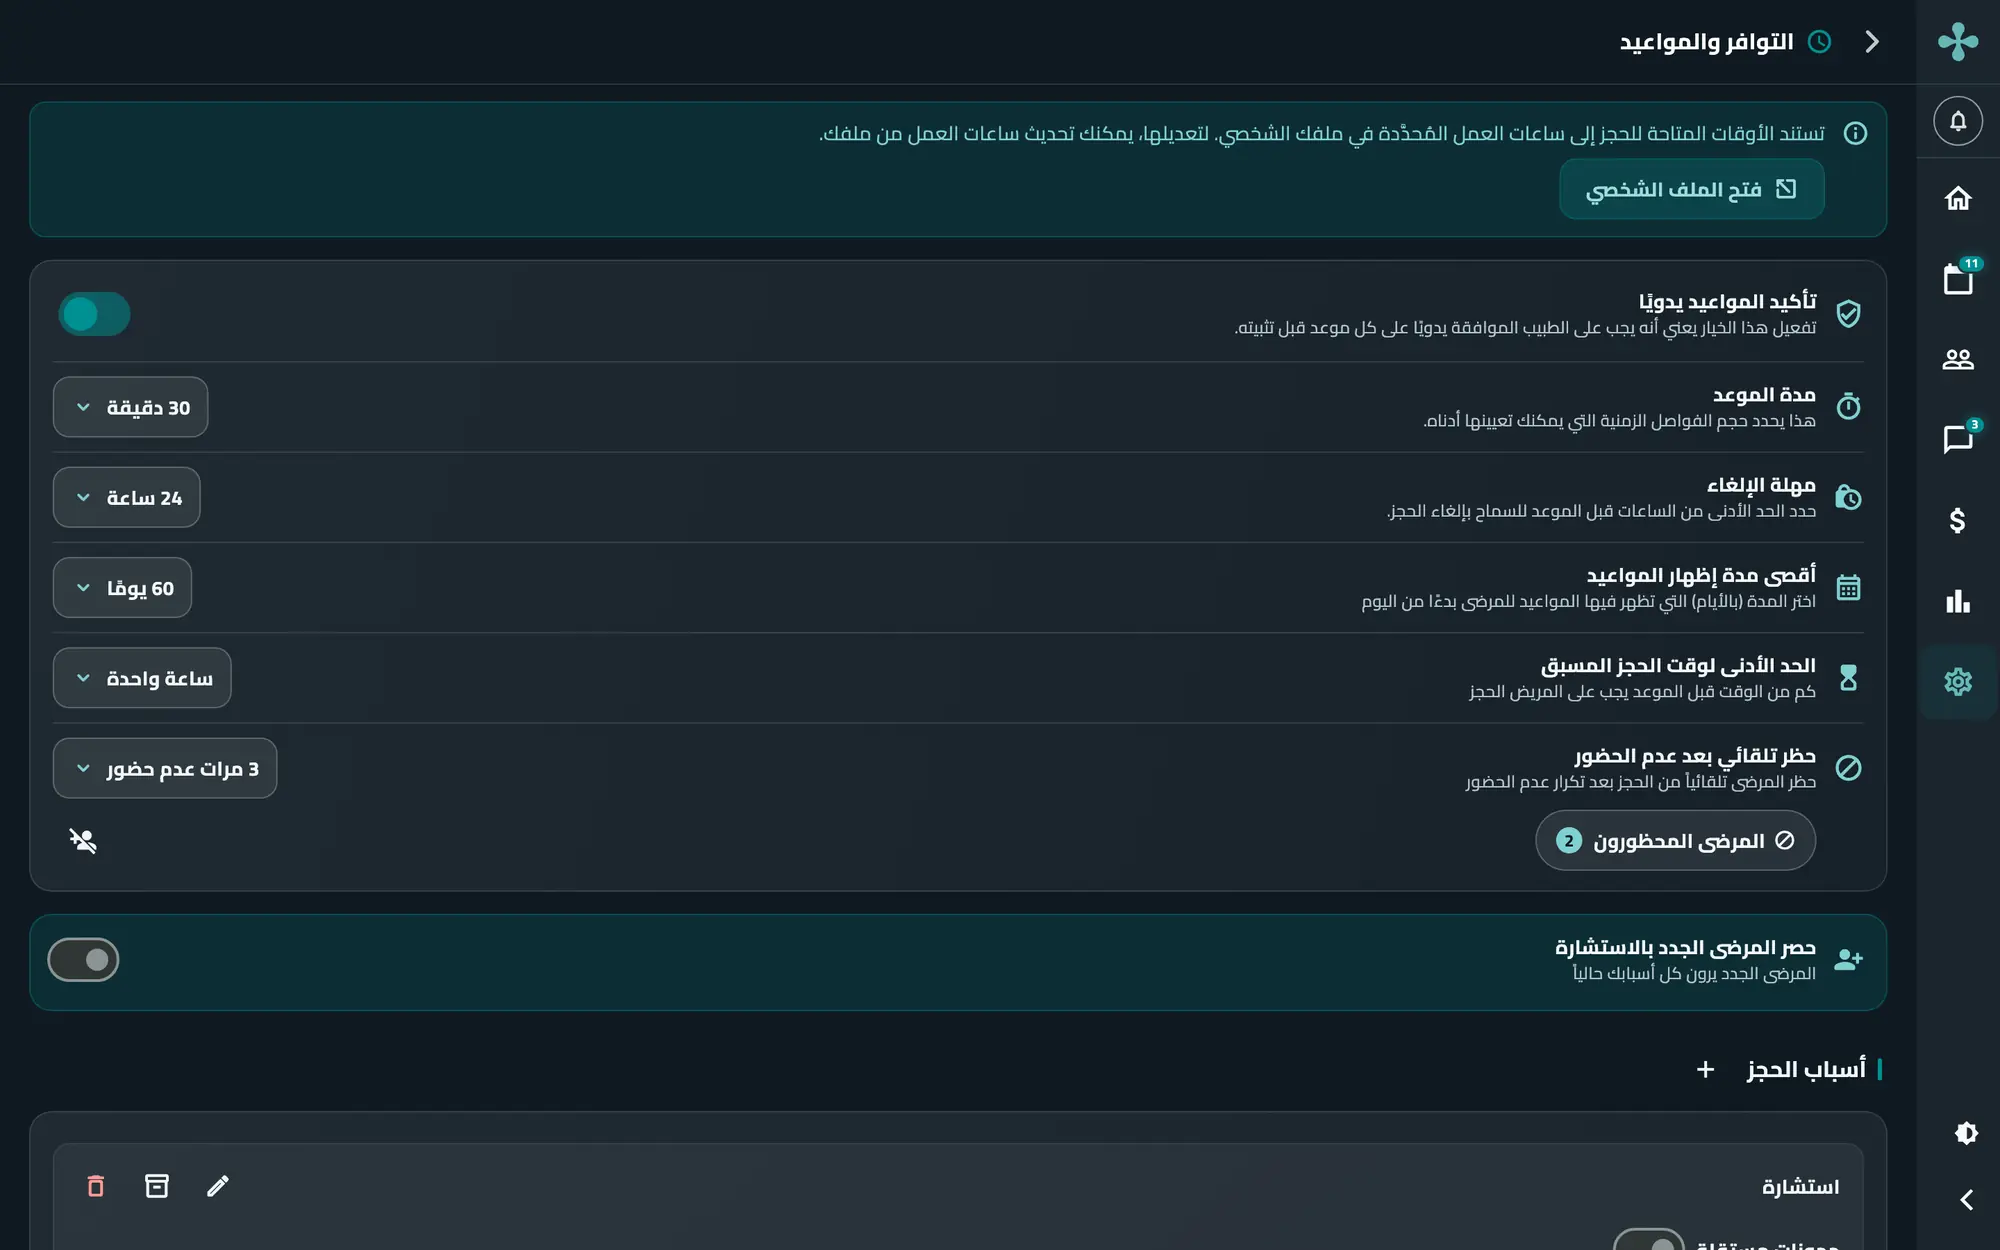 التوافر والمواعيد
تستند الأوقات المتاحة للحجز إلى ساعات العمل المُحدَّدة في ملفك الشخصي. لتعديلها، يمكنك تحديث ساعات العمل من ملفك.
فتح الملف الشخصي
11
3
تأكيد المواعيد يدويًا
تفعيل هذا الخيار يعني أنه يجب على الطبيب الموافقة يدويًا على كل موعد قبل تثبيته.
مدة الموعد
هذا يحدد حجم الفواصل الزمنية التي يمكنك تعيينها أدناه.
30 دقيقة
مهلة الإلغاء
حدد الحد الأدنى من الساعات قبل الموعد للسماح بإلغاء الحجز.
24 ساعة
أقصى مدة إظهار المواعيد
اختر المدة (بالأيام) التي تظهر فيها المواعيد للمرضى بدءًا من اليوم
60 يومًا
الحد الأدنى لوقت الحجز المسبق
كم من الوقت قبل الموعد يجب على المريض الحجز
ساعة واحدة
حظر تلقائي بعد عدم الحضور
حظر المرضى تلقائياً من الحجز بعد تكرار عدم الحضور
3 مرات عدم حضور
المرضى المحظورون 2
حصر المرضى الجدد بالاستشارة
المرضى الجدد يرون كل أسبابك حالياً
أسباب الحجز
استشارة